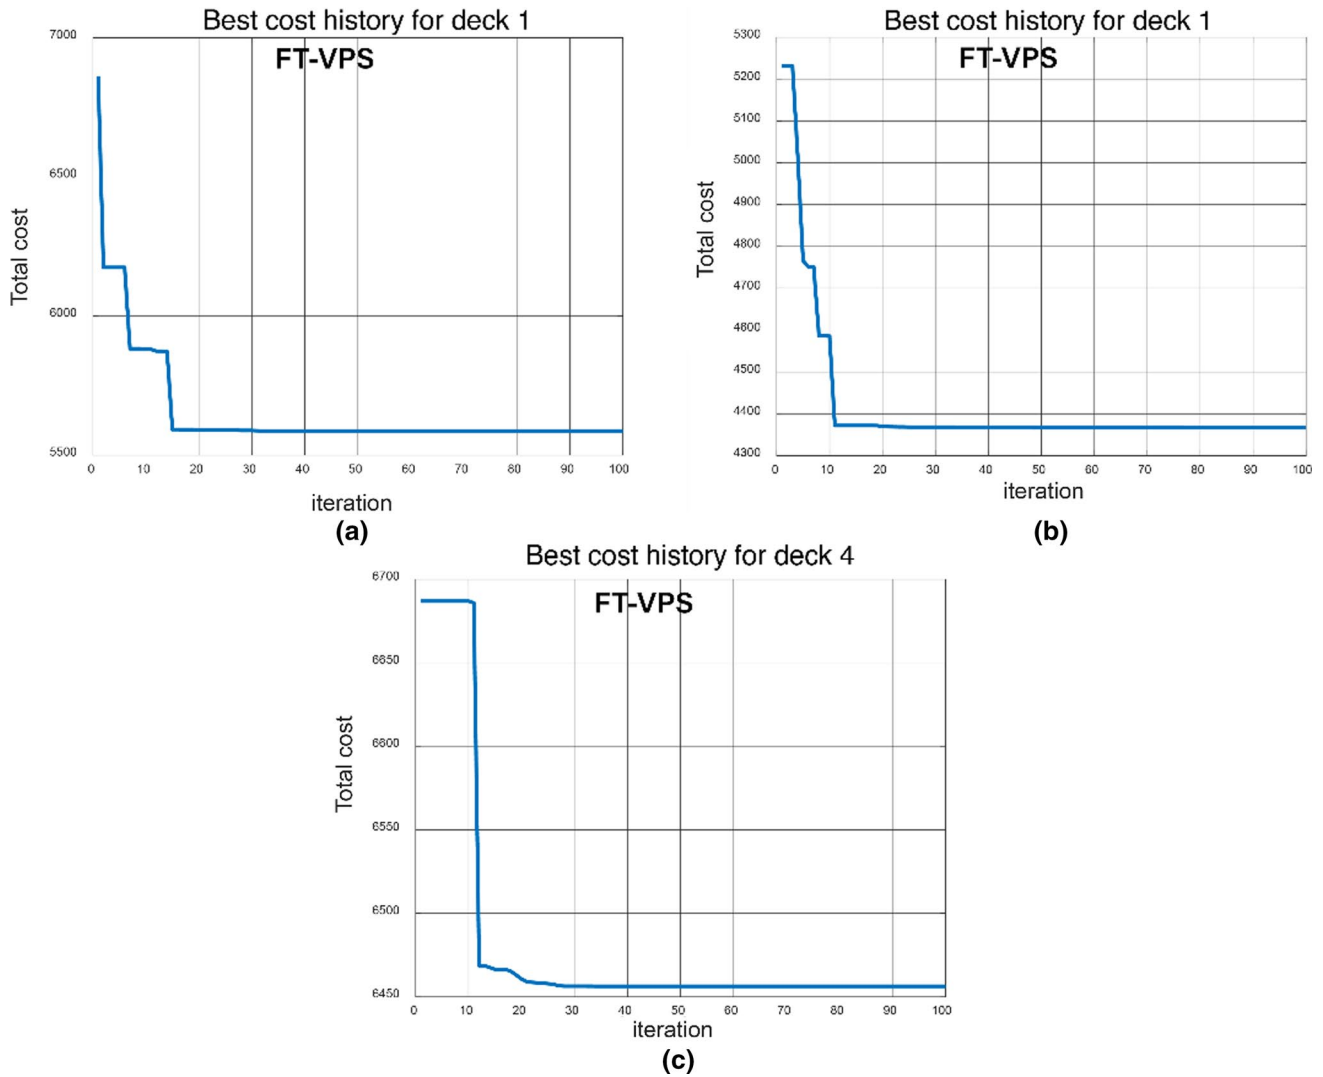 Best cost history for deck 1
FT-VPS
7000
6500
6000
5500
Total cost
0 10 20 30 40 50 60 70 80 90 100
iteration
(a)
Best cost history for deck 1
FT-VPS
5300
5200
5100
5000
4900
4800
4700
4600
4500
4400
4300
Total cost
0 10 20 30 40 50 60 70 80 90 100
iteration
(b)
Best cost history for deck 4
FT-VPS
6700
6650
6600
6550
6500
6450
Total cost
0 10 20 30 40 50 60 70 80 90 100
iteration
(c)